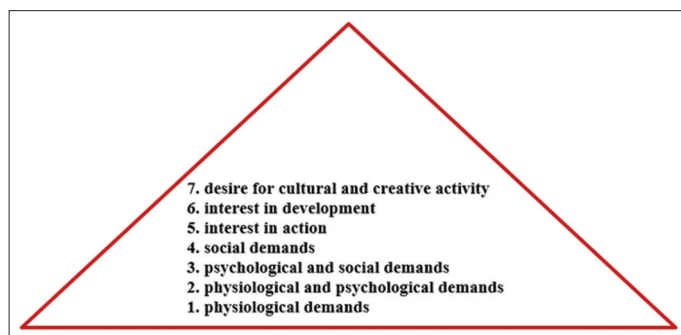 7. desire for cultural and creative activity
6. interest in development
5. interest in action
4. social demands
3. psychological and social demands
2. physiological and psychological demands
1. physiological demands